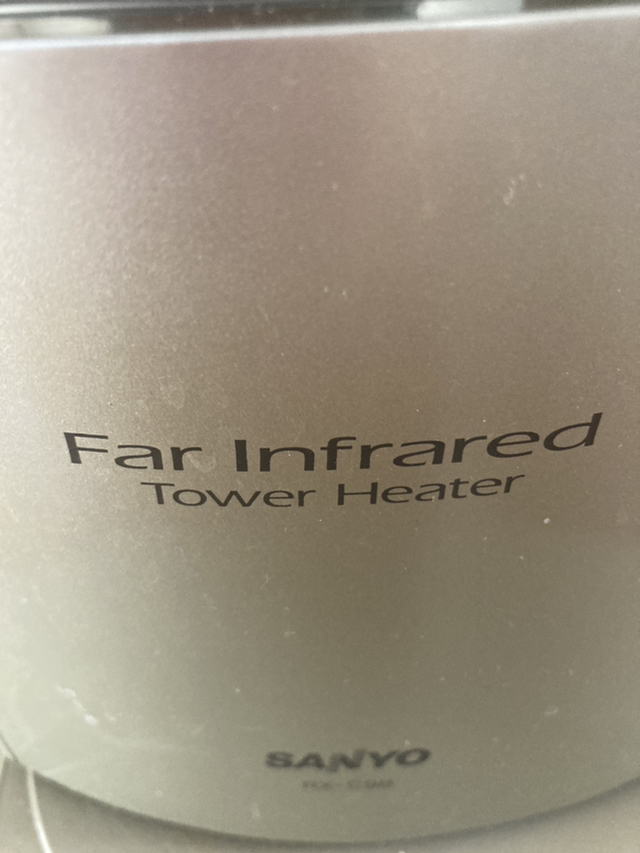 Far Infrared
Tower Heater
SANYO